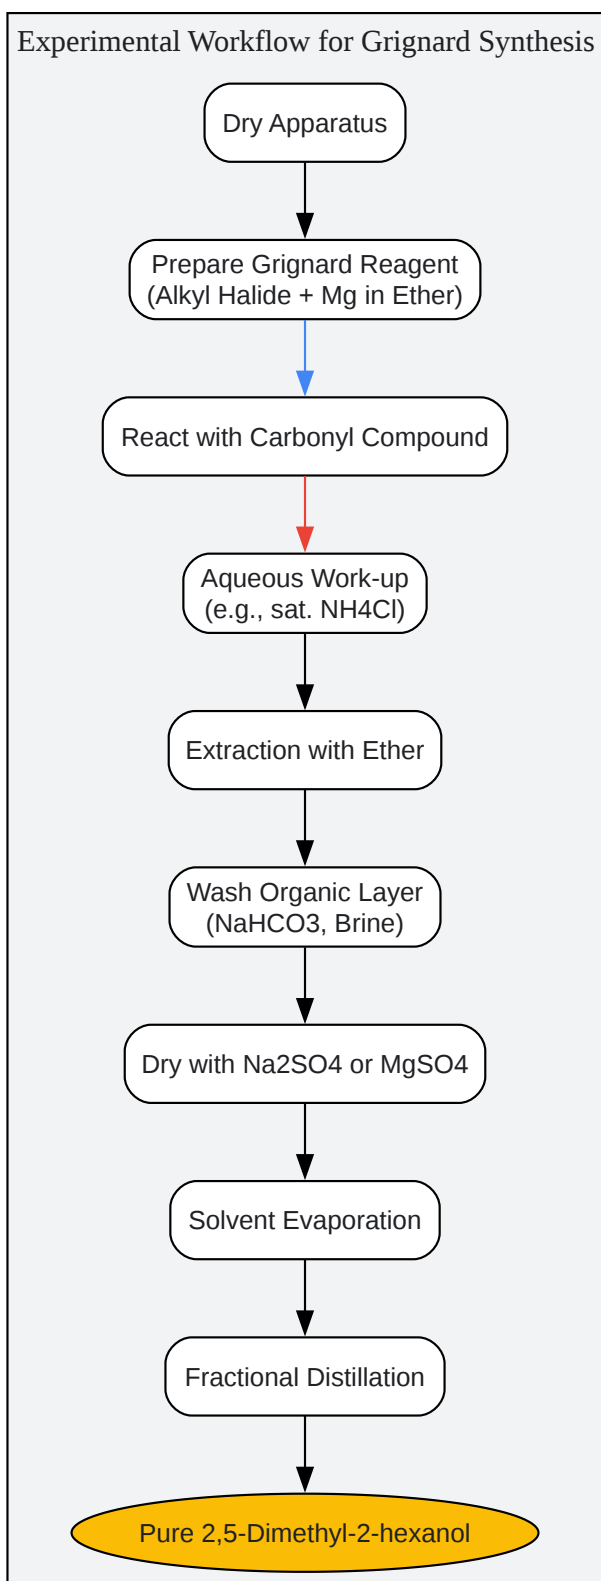 Experimental Workflow for Grignard Synthesis
Dry Apparatus
Prepare Grignard Reagent
(Alkyl Halide + Mg in Ether)
React with Carbonyl Compound
Aqueous Work-up
(e.g., sat. NH4Cl)
Extraction with Ether
Wash Organic Layer
(NaHCO3, Brine)
Dry with Na2SO4 or MgSO4
Solvent Evaporation
Fractional Distillation
Pure 2,5-Dimethyl-2-hexanol